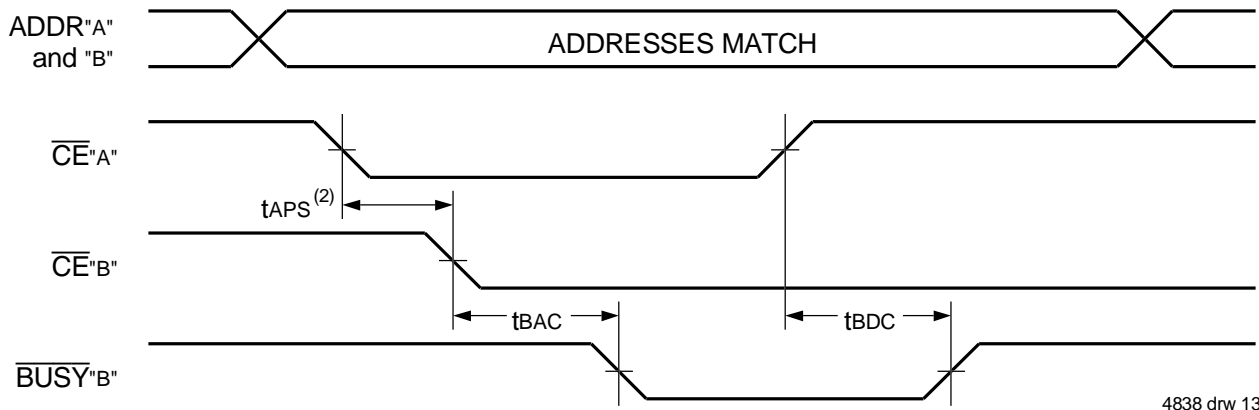 ADDR"A"
and "B"
ADDRESSES MATCH
CE"A"
tAPS(2)
CE"B"
tBAC
tBDC
BUSY"B"
4838 drw 13